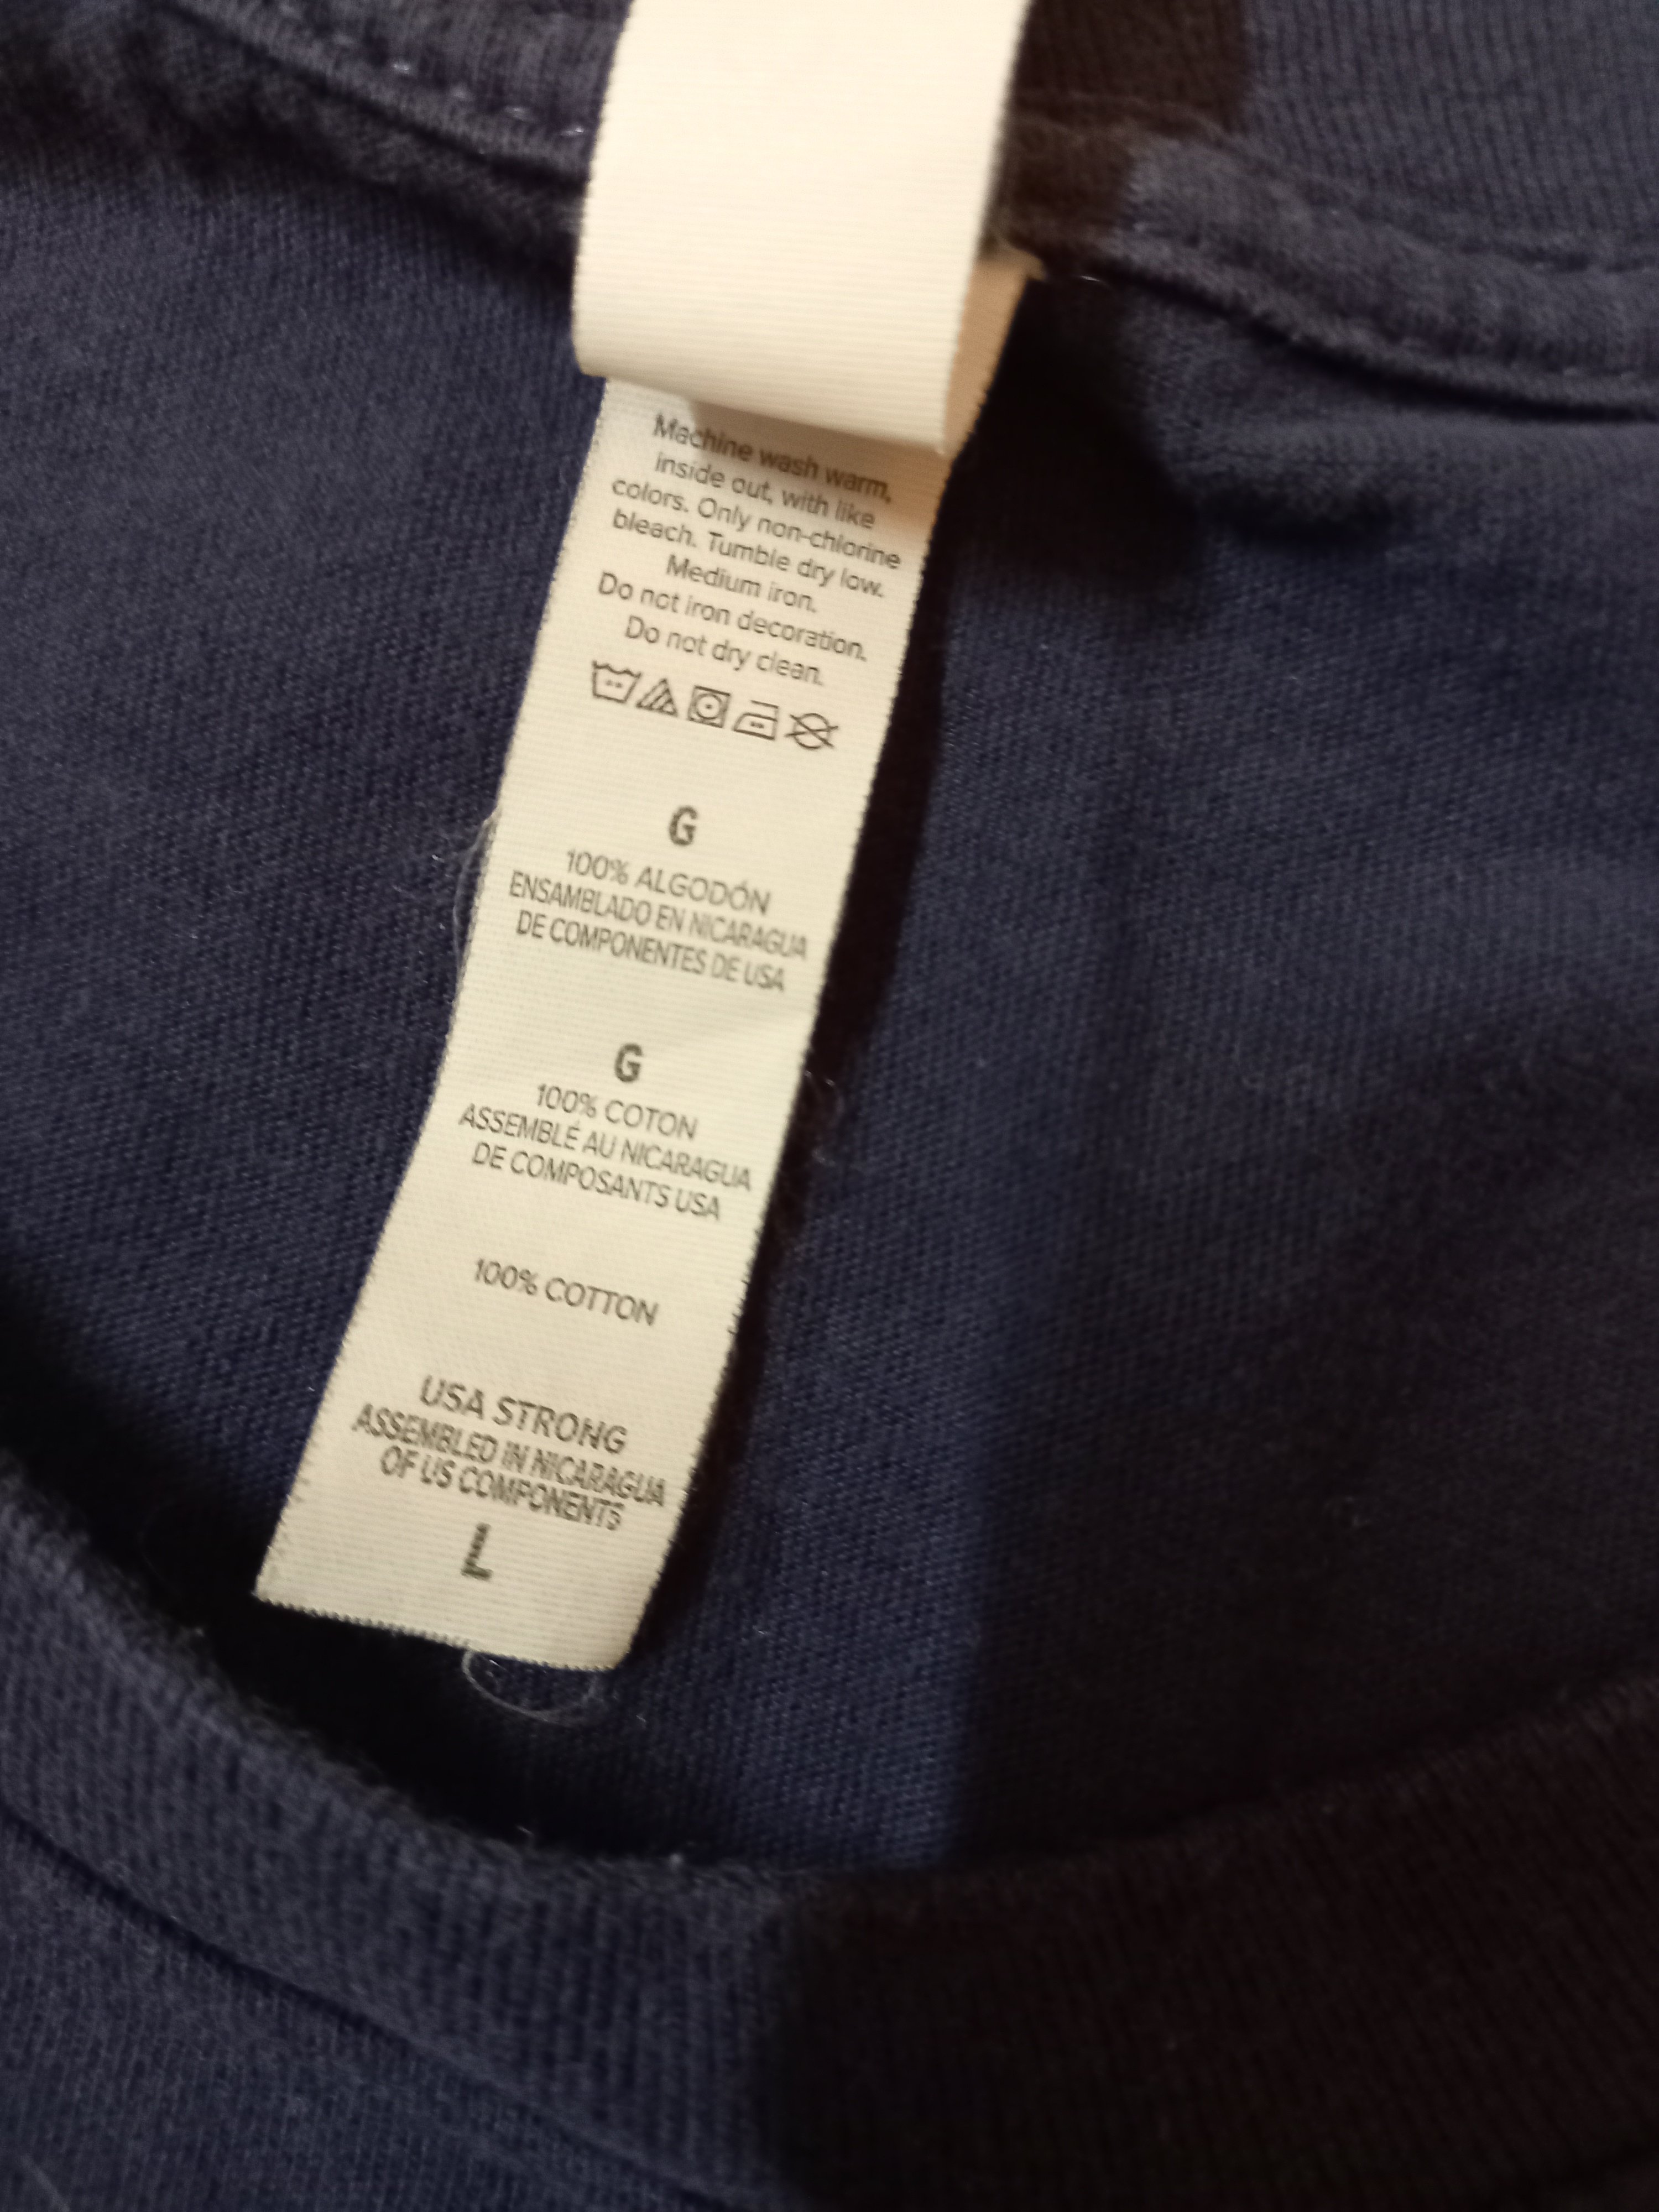 Machine wash warm,
inside out, with like
colors. Only non-chlorine
bleach. Tumble dry low.
Medium iron.
Do not iron decoration.
Do not dry clean.
G
100% ALGODÓN
ENSAMBLADO EN NICARAGUA
DE COMPONENTES DE USA
G
100% COTON
ASSEMBLÉ AU NICARAGUA
DE COMPOSANTS USA
100% COTTON
USA STRONG
ASSEMBLED IN NICARAGUA
OF US COMPONENTS
L